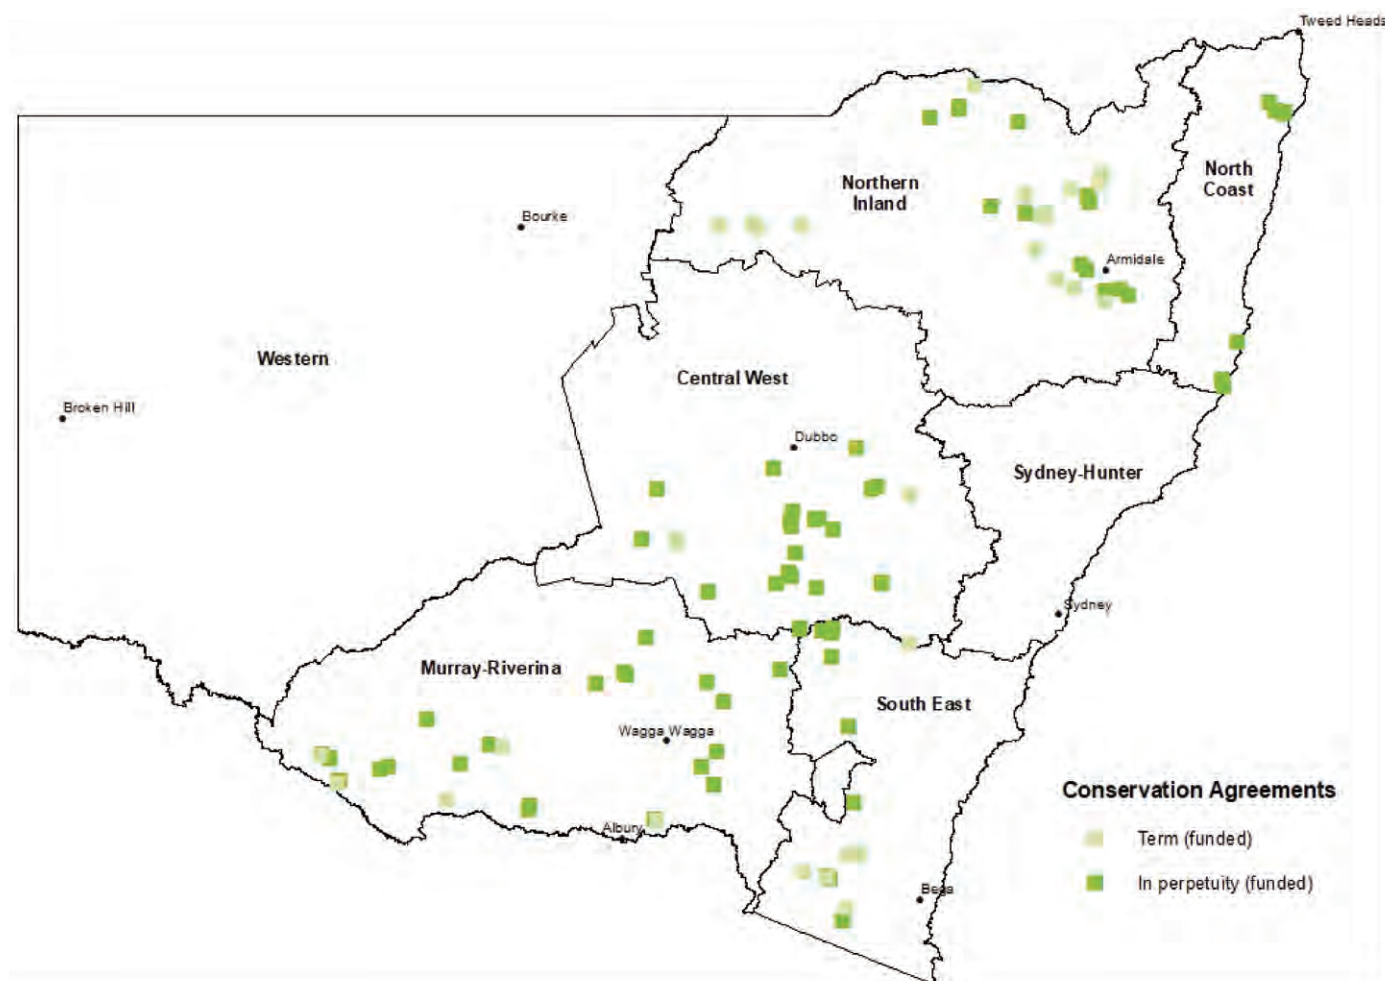 Tweed Heads
North
Coast
Northern
Inland
Bourke
Armidale
Western
Central West
Broken Hill
Dubbo
Sydney-Hunter
Sydney
Murray-Riverina
South East
Wagga Wagga
Conservation Agreements
Albury
Term (funded)
In perpetuity (funded)
Bega